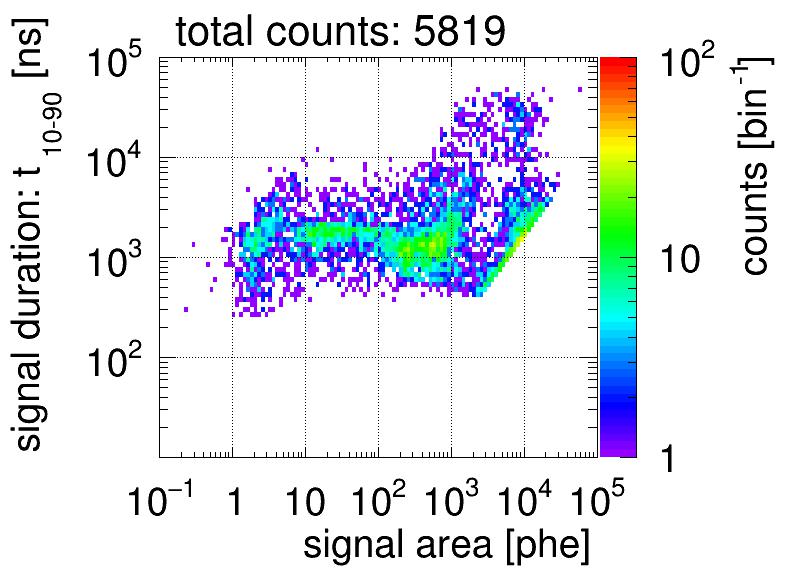 total counts: 5819
signal duration: t 10-90 [ns]
10^5
10^4
10^3
10^2
10^−1 1 10 10^2 10^3 10^4 10^5
signal area [phe]
10^2
10
1
counts [bin^-1]